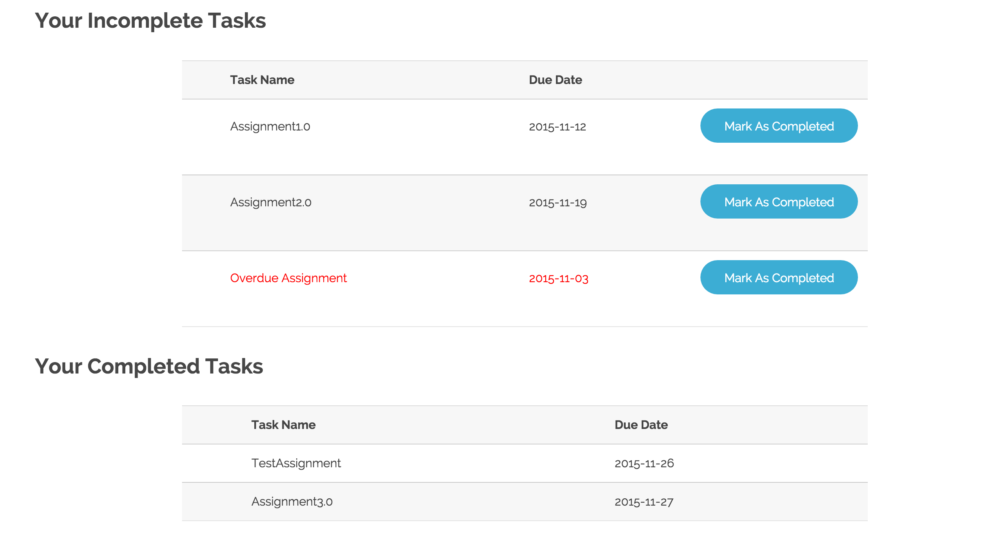 Your Incomplete Tasks
Task Name Due Date
Assignment1.0 2015-11-12 Mark As Completed
Assignment2.0 2015-11-19 Mark As Completed
Overdue Assignment 2015-11-03 Mark As Completed
Your Completed Tasks
Task Name Due Date
TestAssignment 2015-11-26
Assignment3.0 2015-11-27